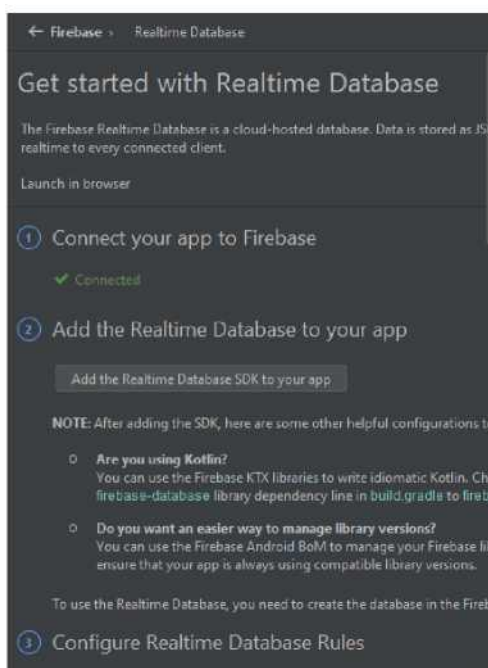 ← Firebase › Realtime Database
Get started with Realtime Database
The Firebase Realtime Database is a cloud-hosted database. Data is stored as JS
realtime to every connected client.
Launch in browser
1 Connect your app to Firebase
✔ Connected
2 Add the Realtime Database to your app
Add the Realtime Database SDK to your app
NOTE: After adding the SDK, here are some other helpful configurations t
Are you using Kotlin?
You can use the Firebase KTX libraries to write idiomatic Kotlin. Ch
firebase-database library dependency line in build.gradle to fireb
Do you want an easier way to manage library versions?
You can use the Firebase Android BoM to manage your Firebase li
ensure that your app is always using compatible library versions.
To use the Realtime Database, you need to create the database in the Fireb
3 Configure Realtime Database Rules